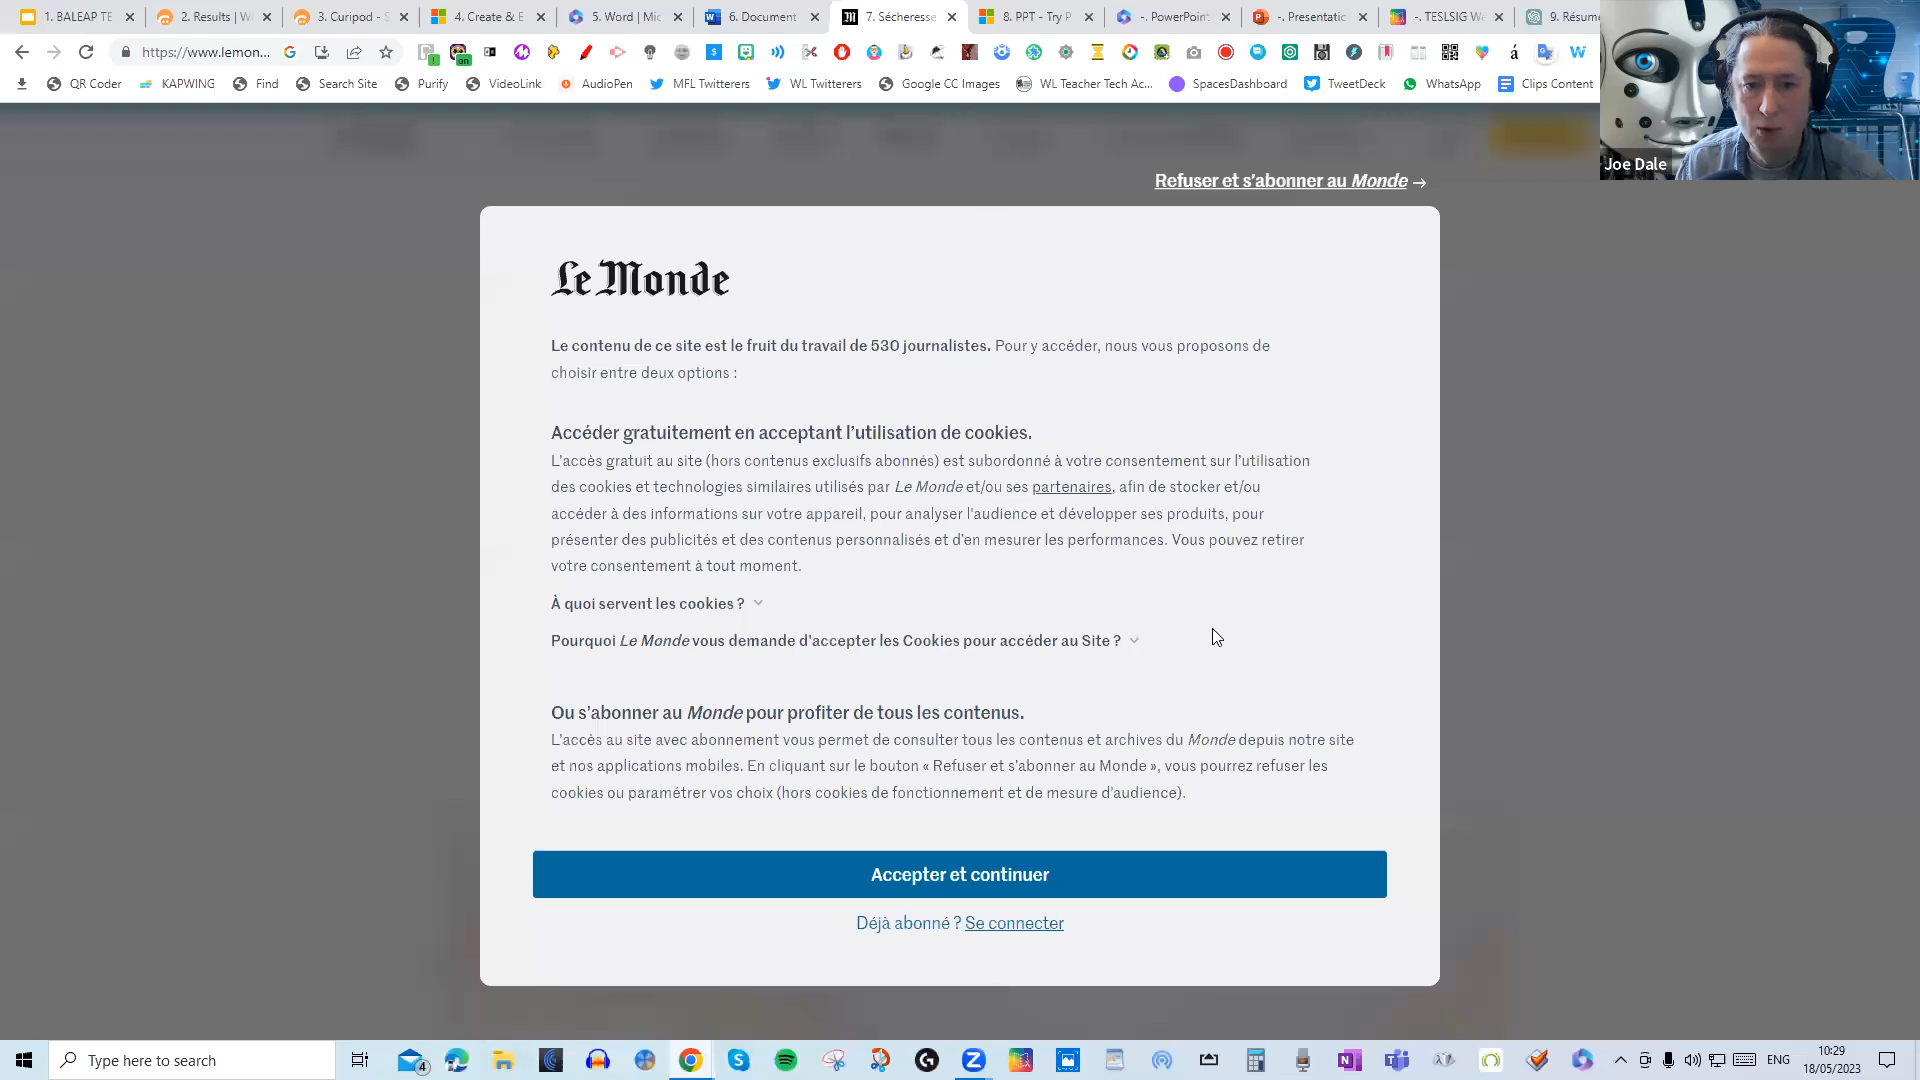 1. BALEAP TE
2. Results | W
3. Curipod - S
4. Create & E
5. Word | Mic
6. Document
7. Sécheresse
8. PPT - Try P
-. PowerPoin
-. Presentatic
-. TESLSIG We
9. Résum
https://www.lemon...
QR Coder
KAPWING
Find
Search Site
Purify
VideoLink
AudioPen
MFL Twitterers
WL Twitterers
Google CC Images
WL Teacher Tech Ac...
SpacesDashboard
TweetDeck
WhatsApp
Clips Content
Joe Dale
Refuser et s'abonner au Monde →
Le Monde
Le contenu de ce site est le fruit du travail de 530 journalistes. Pour y accéder, nous vous proposons de
choisir entre deux options :
Accéder gratuitement en acceptant l'utilisation de cookies.
L'accès gratuit au site (hors contenus exclusifs abonnés) est subordonné à votre consentement sur l'utilisation
des cookies et technologies similaires utilisés par Le Monde et/ou ses partenaires, afin de stocker et/ou
accéder à des informations sur votre appareil, pour analyser l'audience et développer ses produits, pour
présenter des publicités et des contenus personnalisés et d'en mesurer les performances. Vous pouvez retirer
votre consentement à tout moment.
À quoi servent les cookies ?
Pourquoi Le Monde vous demande d'accepter les Cookies pour accéder au Site ?
Ou s'abonner au Monde pour profiter de tous les contenus.
L'accès au site avec abonnement vous permet de consulter tous les contenus et archives du Monde depuis notre site
et nos applications mobiles. En cliquant sur le bouton « Refuser et s'abonner au Monde », vous pourrez refuser les
cookies ou paramétrer vos choix (hors cookies de fonctionnement et de mesure d'audience).
Accepter et continuer
Déjà abonné ? Se connecter
Type here to search
4
ENG
10:29
18/05/2023